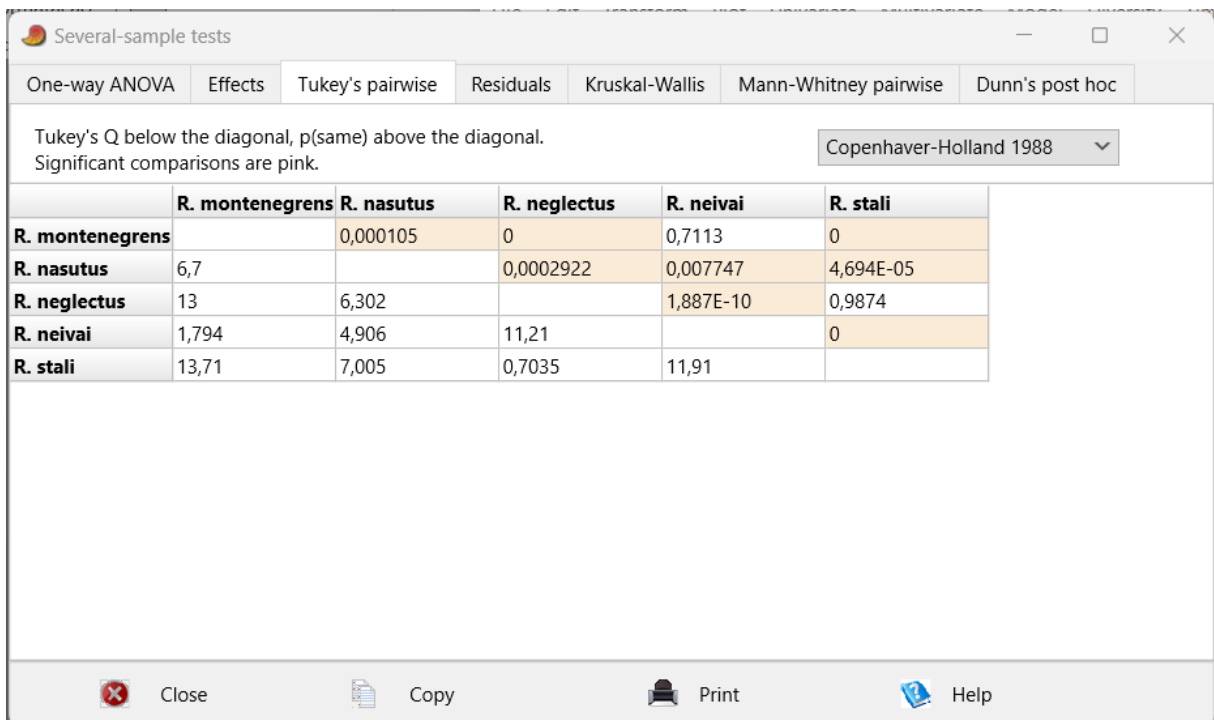 Several-sample tests
One-way ANOVA Effects Tukey's pairwise Residuals Kruskal-Wallis Mann-Whitney pairwise Dunn's post hoc
Tukey's Q below the diagonal, p(same) above the diagonal.
Significant comparisons are pink.
Copenhaver-Holland 1988
R. montenegrens R. nasutus R. neglectus R. neivai R. stali
R. montenegrens 0,000105 0 0,7113 0
R. nasutus 6,7 0,0002922 0,007747 4,694E-05
R. neglectus 13 6,302 1,887E-10 0,9874
R. neivai 1,794 4,906 11,21 0
R. stali 13,71 7,005 0,7035 11,91
Close Copy Print Help